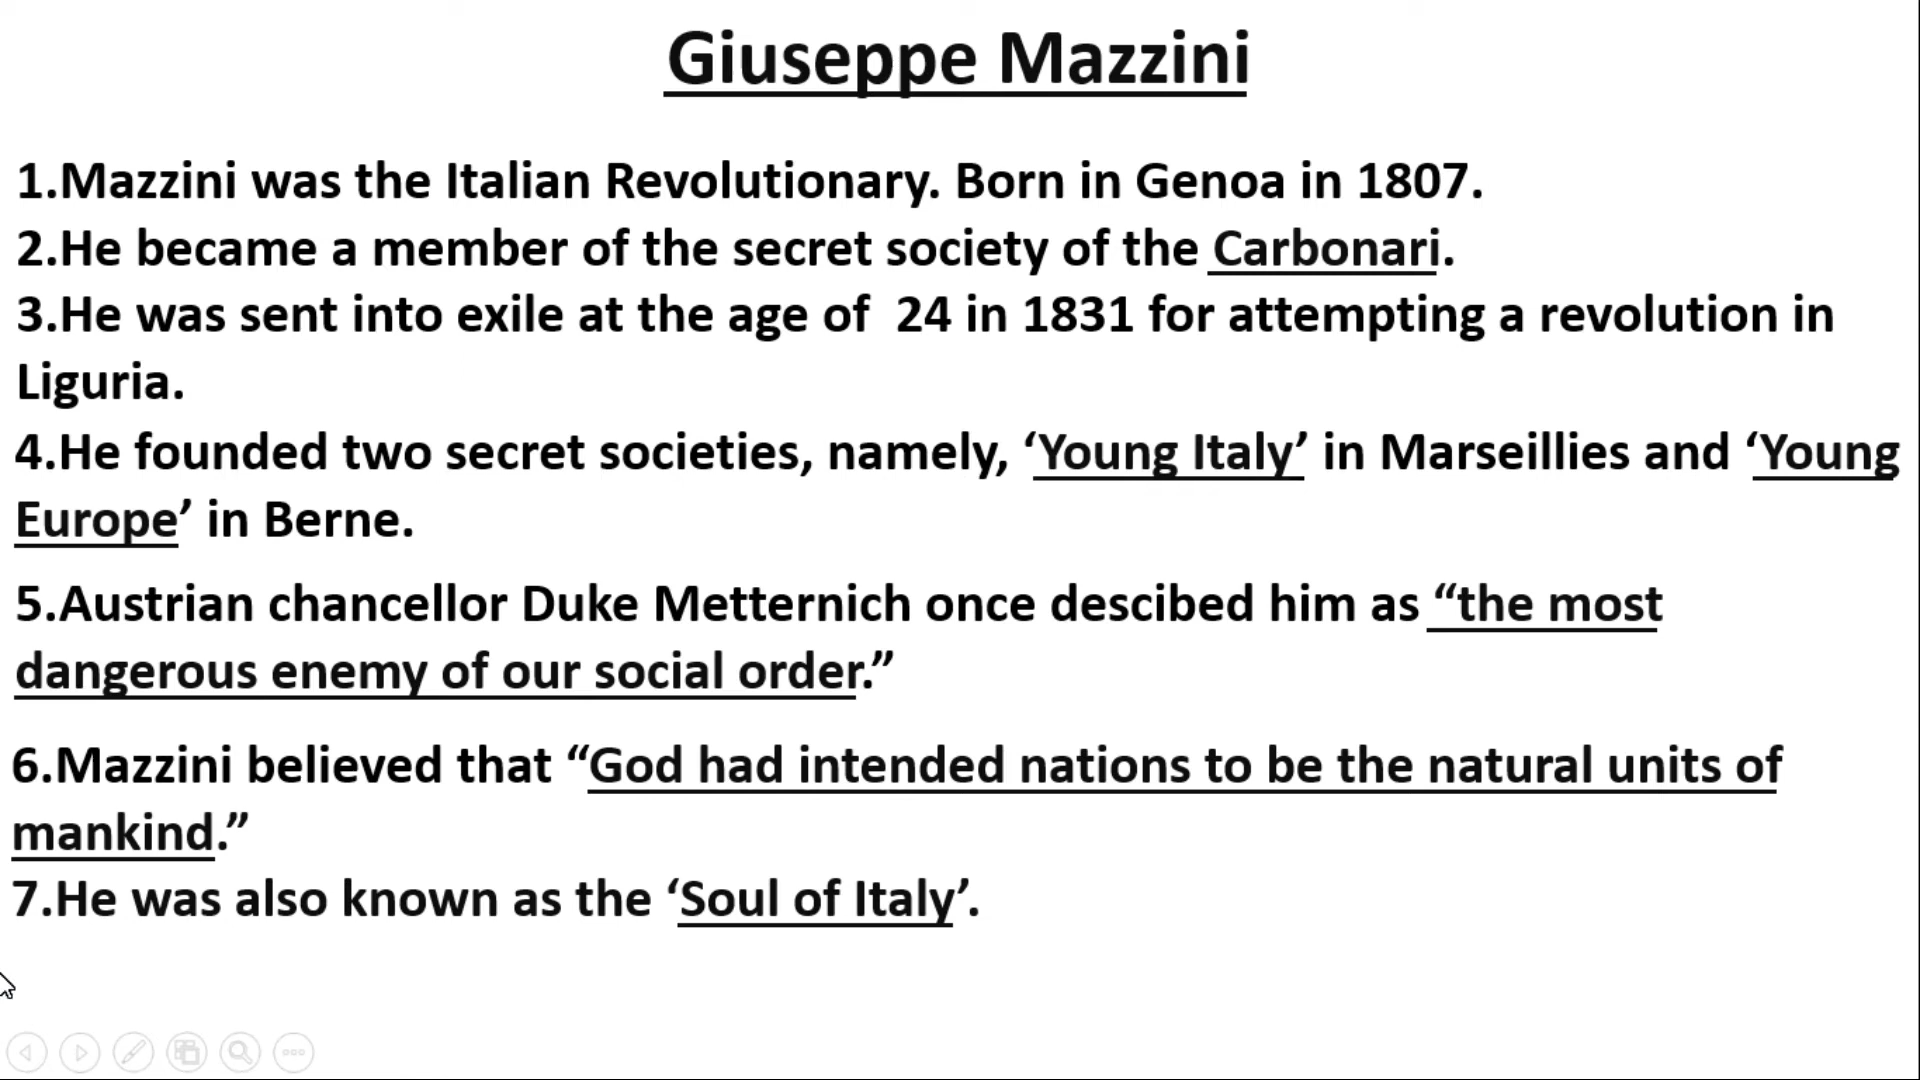 Giuseppe Mazzini
1.Mazzini was the Italian Revolutionary. Born in Genoa in 1807.
2.He became a member of the secret society of the Carbonari.
3.He was sent into exile at the age of  24 in 1831 for attempting a revolution in
Liguria.
4.He founded two secret societies, namely, ‘Young Italy’ in Marseillies and ‘Young
Europe’ in Berne.
5.Austrian chancellor Duke Metternich once descibed him as “the most
dangerous enemy of our social order.”
6.Mazzini believed that “God had intended nations to be the natural units of
mankind.”
7.He was also known as the ‘Soul of Italy’.